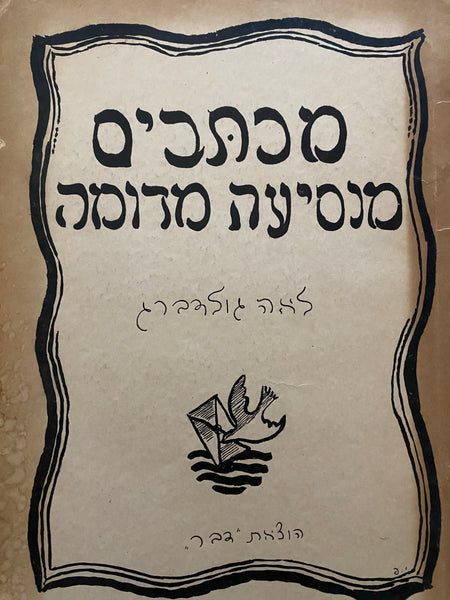 מכתבים
מנסיעה מדומה
לאה גולדברג
הוצאת "דבר"